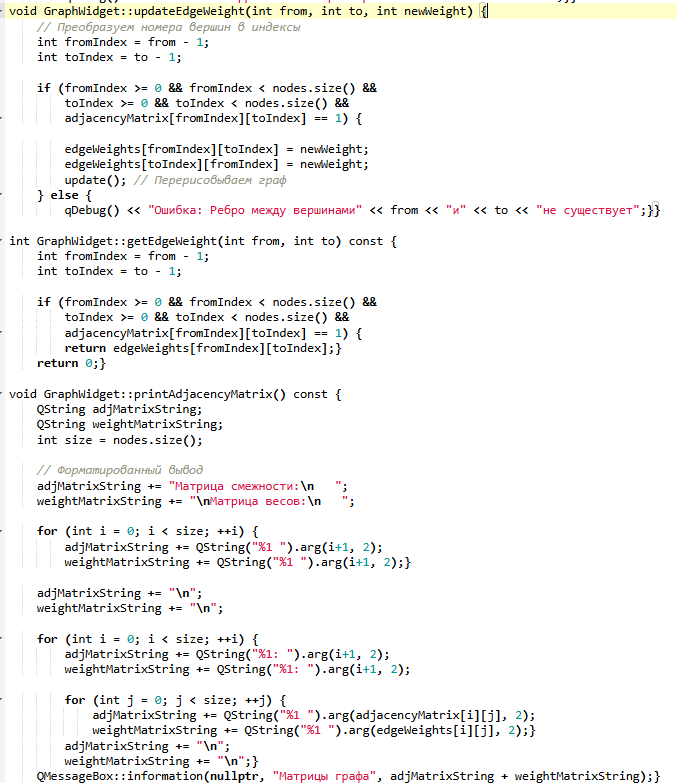 void GraphWidget::updateEdgeWeight(int from, int to, int newWeight) {
    // Преобразуем номера вершин в индексы
    int fromIndex = from - 1;
    int toIndex = to - 1;

    if (fromIndex >= 0 && fromIndex < nodes.size() &&
        toIndex >= 0 && toIndex < nodes.size() &&
        adjacencyMatrix[fromIndex][toIndex] == 1) {

        edgeWeights[fromIndex][toIndex] = newWeight;
        edgeWeights[toIndex][fromIndex] = newWeight;
        update(); // Перерисовываем граф
    } else {
        qDebug() << "Ошибка: Ребро между вершинами" << from << "и" << to << "не существует";}}

int GraphWidget::getEdgeWeight(int from, int to) const {
    int fromIndex = from - 1;
    int toIndex = to - 1;

    if (fromIndex >= 0 && fromIndex < nodes.size() &&
        toIndex >= 0 && toIndex < nodes.size() &&
        adjacencyMatrix[fromIndex][toIndex] == 1) {
        return edgeWeights[fromIndex][toIndex];}
    return 0;}

void GraphWidget::printAdjacencyMatrix() const {
    QString adjMatrixString;
    QString weightMatrixString;
    int size = nodes.size();

    // Форматированный вывод
    adjMatrixString += "Матрица смежности:\n   ";
    weightMatrixString += "\nМатрица весов:\n   ";

    for (int i = 0; i < size; ++i) {
        adjMatrixString += QString("%1 ").arg(i+1, 2);
        weightMatrixString += QString("%1 ").arg(i+1, 2);}

    adjMatrixString += "\n";
    weightMatrixString += "\n";

    for (int i = 0; i < size; ++i) {
        adjMatrixString += QString("%1: ").arg(i+1, 2);
        weightMatrixString += QString("%1: ").arg(i+1, 2);

        for (int j = 0; j < size; ++j) {
            adjMatrixString += QString("%1 ").arg(adjacencyMatrix[i][j], 2);
            weightMatrixString += QString("%1 ").arg(edgeWeights[i][j], 2);}
        adjMatrixString += "\n";
        weightMatrixString += "\n";}
    QMessageBox::information(nullptr, "Матрицы графа", adjMatrixString + weightMatrixString);}